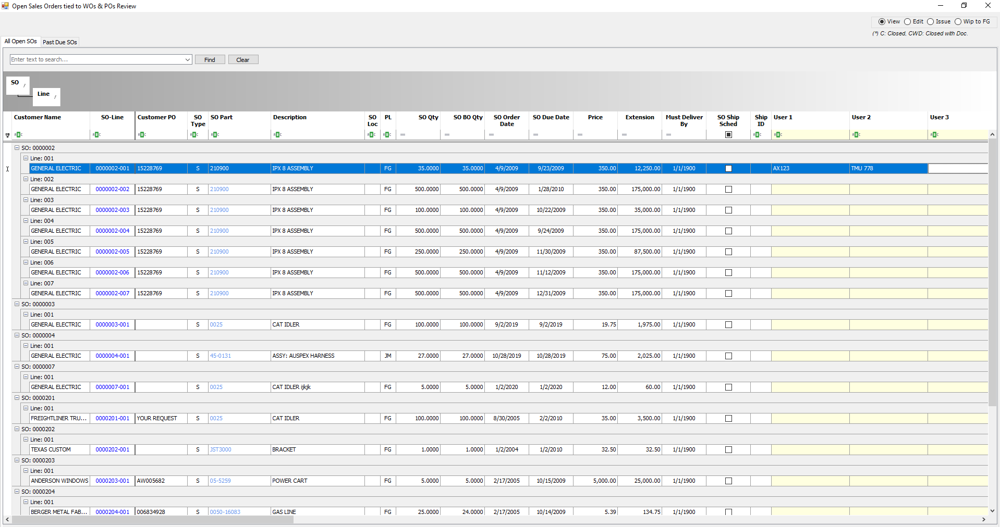 Open Sales Orders tied to WOs & POs Review
View Edit Issue Wip to FG
(*) C: Closed, CWD: Closed with Doc.
All Open SOs Past Due SOs
Enter text to search... Find Clear
SO /
Line /
Customer Name SO-Line Customer PO SO Type SO Part Description SO Loc PL SO Qty SO BO Qty SO Order Date SO Due Date Price Extension Must Deliver By SO Ship Sched Ship ID User 1 User 2 User 3
SO: 0000002
Line: 001
GENERAL ELECTRIC 0000002-001 15228769 S 210900 IPX 8 ASSEMBLY FG 35.0000 35.0000 4/9/2009 9/23/2009 350.00 12,250.00 1/1/1900 AX123 TMU 778
Line: 002
GENERAL ELECTRIC 0000002-002 15228769 S 210900 IPX 8 ASSEMBLY FG 500.0000 500.0000 4/9/2009 1/28/2010 350.00 175,000.00 1/1/1900
Line: 003
GENERAL ELECTRIC 0000002-003 15228769 S 210900 IPX 8 ASSEMBLY FG 100.0000 100.0000 4/9/2009 10/22/2009 350.00 35,000.00 1/1/1900
Line: 004
GENERAL ELECTRIC 0000002-004 15228769 S 210900 IPX 8 ASSEMBLY FG 500.0000 500.0000 4/9/2009 9/24/2009 350.00 175,000.00 1/1/1900
Line: 005
GENERAL ELECTRIC 0000002-005 15228769 S 210900 IPX 8 ASSEMBLY FG 250.0000 250.0000 4/9/2009 11/30/2009 350.00 87,500.00 1/1/1900
Line: 006
GENERAL ELECTRIC 0000002-006 15228769 S 210900 IPX 8 ASSEMBLY FG 500.0000 500.0000 4/9/2009 11/12/2009 350.00 175,000.00 1/1/1900
Line: 007
GENERAL ELECTRIC 0000002-007 15228769 S 210900 IPX 8 ASSEMBLY FG 500.0000 500.0000 4/9/2009 12/31/2009 350.00 175,000.00 1/1/1900
SO: 0000003
Line: 001
GENERAL ELECTRIC 0000003-001 S 0025 CAT IDLER FG 100.0000 100.0000 9/2/2019 9/2/2019 19.75 1,975.00 1/1/1900
SO: 0000004
Line: 001
GENERAL ELECTRIC 0000004-001 S 45-0131 ASSY: AUSPEX HARNESS JM 27.0000 27.0000 10/28/2019 10/28/2019 75.00 2,025.00 1/1/1900
SO: 0000007
Line: 001
GENERAL ELECTRIC 0000007-001 S 0025 CAT IDLER ijkjk FG 5.0000 5.0000 1/2/2020 1/2/2020 12.00 60.00 1/1/1900
SO: 0000201
Line: 001
FREIGHTLINER TRU... 0000201-001 YOUR REQUEST S 0025 CAT IDLER FG 100.0000 100.0000 8/30/2005 2/2/2010 35.00 3,500.00 1/1/1900
SO: 0000202
Line: 001
TEXAS CUSTOM 0000202-001 S JST3000 BRACKET FG 1.0000 1.0000 1/2/2004 1/2/2010 32.50 32.50 1/1/1900
SO: 0000203
Line: 001
ANDERSON WINDOWS 0000203-001 AW005682 S 05-5259 POWER CART FG 5.0000 5.0000 2/17/2005 10/15/2009 5,000.00 25,000.00 1/1/1900
SO: 0000204
Line: 001
BERGER METAL FAB... 0000204-001 006834928 S 0050-16083 GAS LINE FG 25.0000 24.0000 2/17/2005 10/14/2009 5.39 134.75 1/1/1900